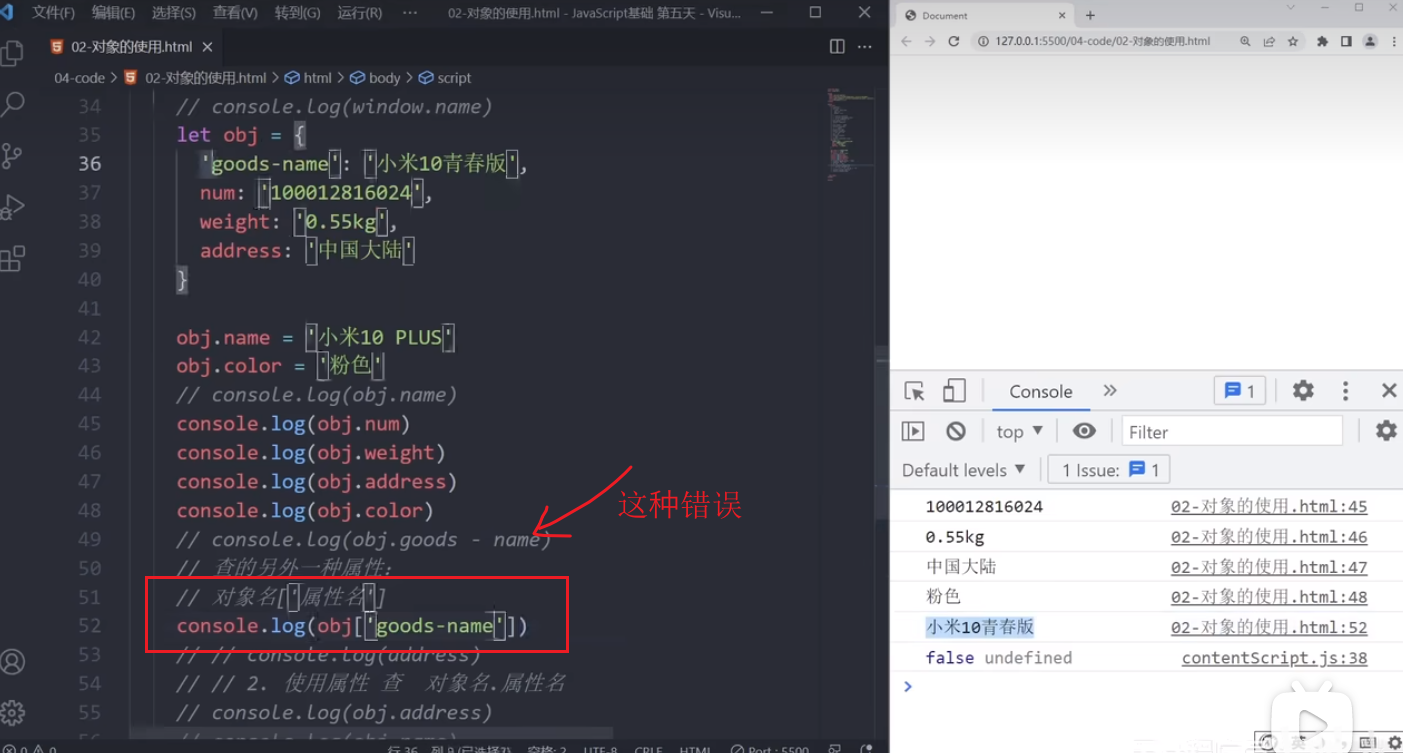 文件(F) 编辑(E) 选择(S) 查看(V) 转到(G) 运行(R) ··· 02-对象的使用.html - JavaScript基础 第五天 - Visu...
02-对象的使用.html
04-code > 02-对象的使用.html > html > body > script
34 // console.log(window.name)
35 let obj = {
36 'goods-name': '小米10青春版',
37 num: '100012816024',
38 weight: '0.55kg',
39 address: '中国大陆'
40 }
41
42 obj.name = '小米10 PLUS'
43 obj.color = '粉色'
44 // console.log(obj.name)
45 console.log(obj.num)
46 console.log(obj.weight)
47 console.log(obj.address)
48 console.log(obj.color)
这种错误
49 // console.log(obj.goods - name)
50 // 查的另外一种属性：
51 // 对象名['属性名']
52 console.log(obj['goods-name'])
53 // // console.log(address)
54 // // 2. 使用属性 查 对象名.属性名
55 // console.log(obj.address)
行 36, 列 9 (已选择7) 空格: 2 UTF-8 CRLF HTML Port : 5500
Document
127.0.0.1:5500/04-code/02-对象的使用.html
Console 1
top Filter
Default levels 1 Issue: 1
100012816024 02-对象的使用.html:45
0.55kg 02-对象的使用.html:46
中国大陆 02-对象的使用.html:47
粉色 02-对象的使用.html:48
小米10青春版 02-对象的使用.html:52
false undefined contentScript.js:38